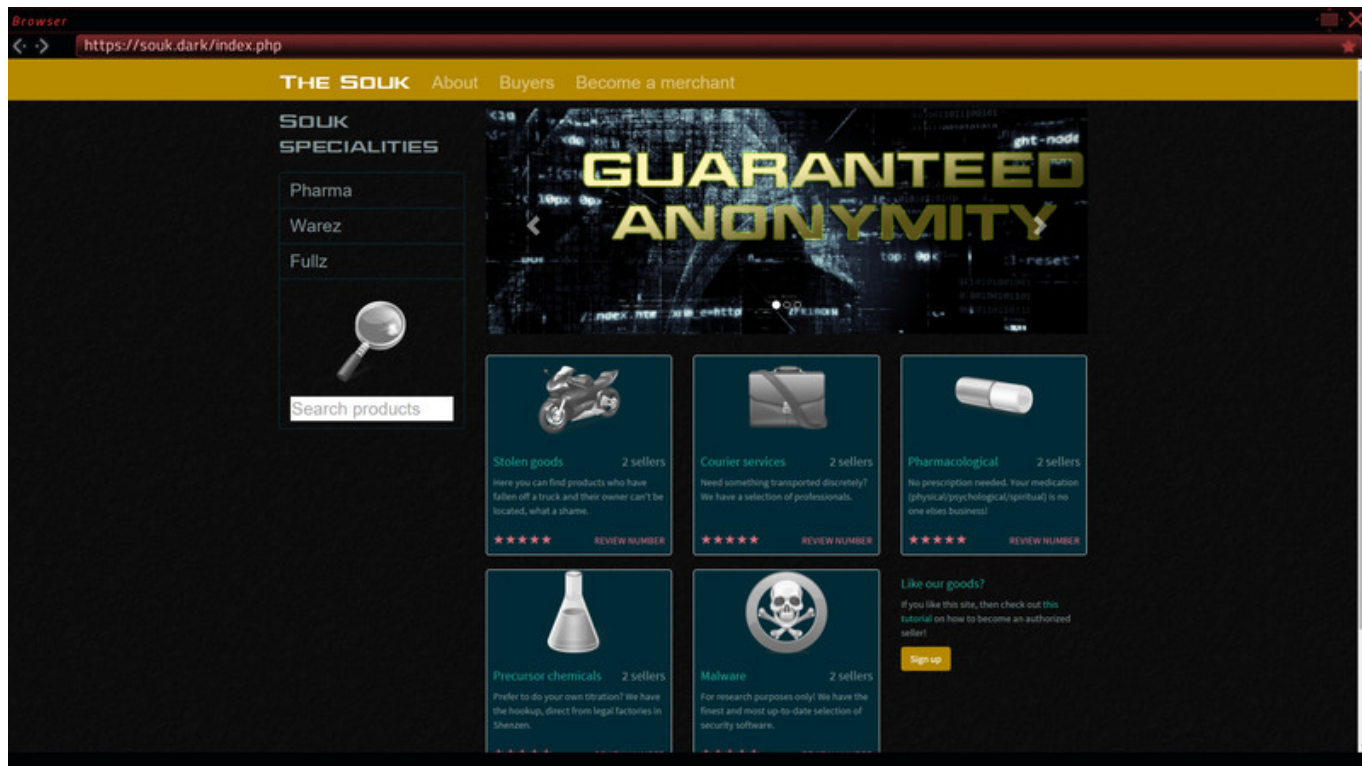 Browser
https://souk.dark/index.php
THE SOUK About Buyers Become a merchant
SOUK
SPECIALITIES
Pharma
Warez
Fullz
Search products
GUARANTEED
ANONYMITY
Stolen goods 2 sellers
Here you can find products who have
fallen off a truck and their owner can't be
located, what a shame.
★★★★★ REVIEW NUMBER
Courier services 2 sellers
Need something transported discretely?
We have a selection of professionals.
★★★★★ REVIEW NUMBER
Pharmacological 2 sellers
No prescription needed. Your medication
(physical/psychological/spiritual) is no
one elses business!
★★★★★ REVIEW NUMBER
Precursor chemicals 2 sellers
Prefer to do your own titration? We have
the hookup, direct from legal factories in
Shenzen.
Malware 2 sellers
For research purposes only! We have the
finest and most up-to-date selection of
security software.
Like our goods?
If you like this site, then check out this
tutorial on how to become an authorized
seller!
Sign up